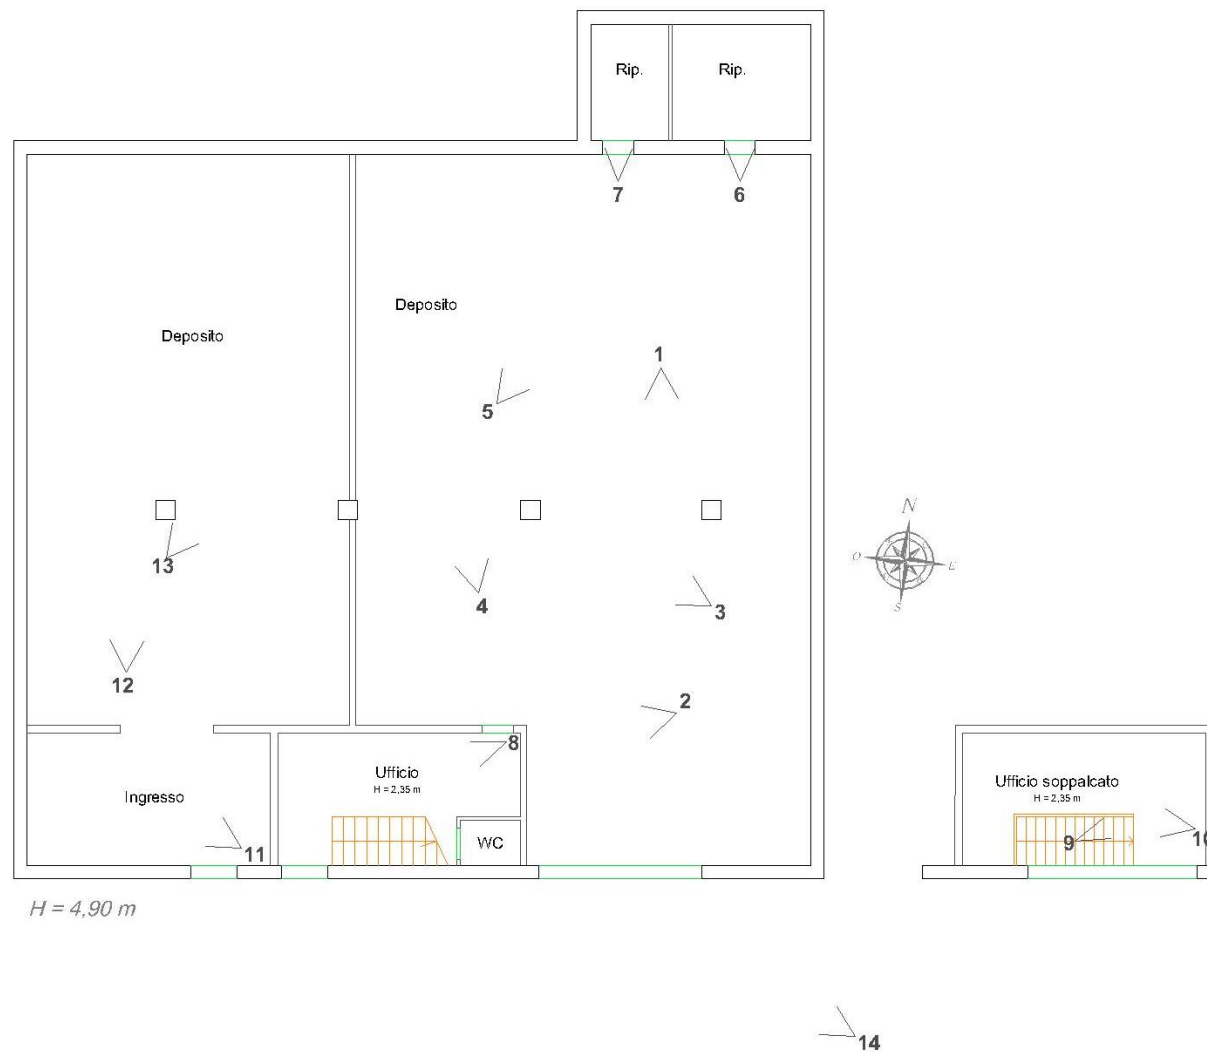 Rip.
Rip.
7
6
Deposito
Deposito
1
5
N
O
E
S
13
4
3
12
2
8
Ufficio
H = 2,35 m
Ingresso
WC
11
Ufficio soppalcato
H = 2,35 m
9
10
H = 4,90 m
14